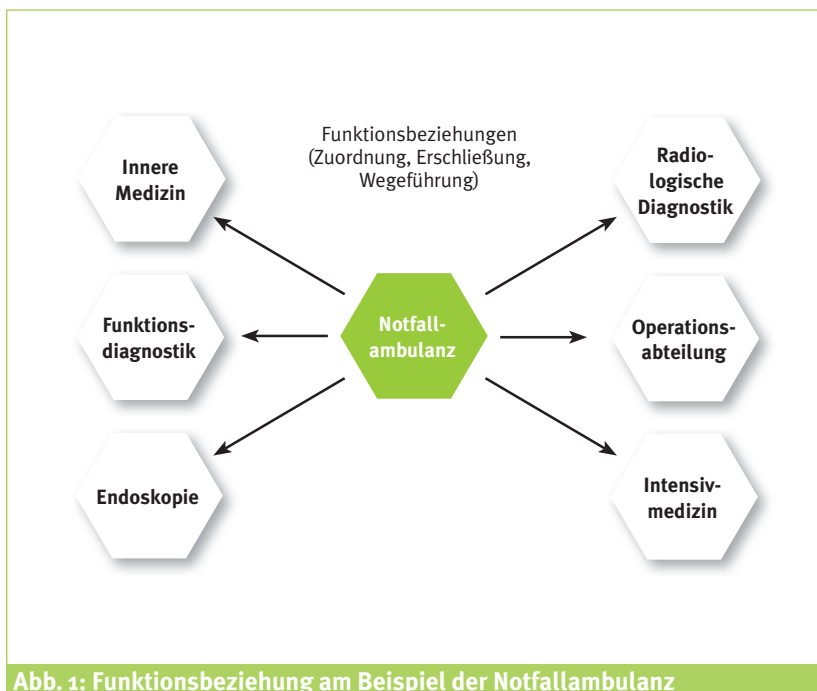 Funktionsbeziehungen
(Zuordnung, Erschließung,
Wegeführung)
Innere
Medizin
Radio-
logische
Diagnostik
Funktions-
diagnostik
Notfall-
ambulanz
Operations-
abteilung
Endoskopie
Intensiv-
medizin
Abb. 1: Funktionsbeziehung am Beispiel der Notfallambulanz